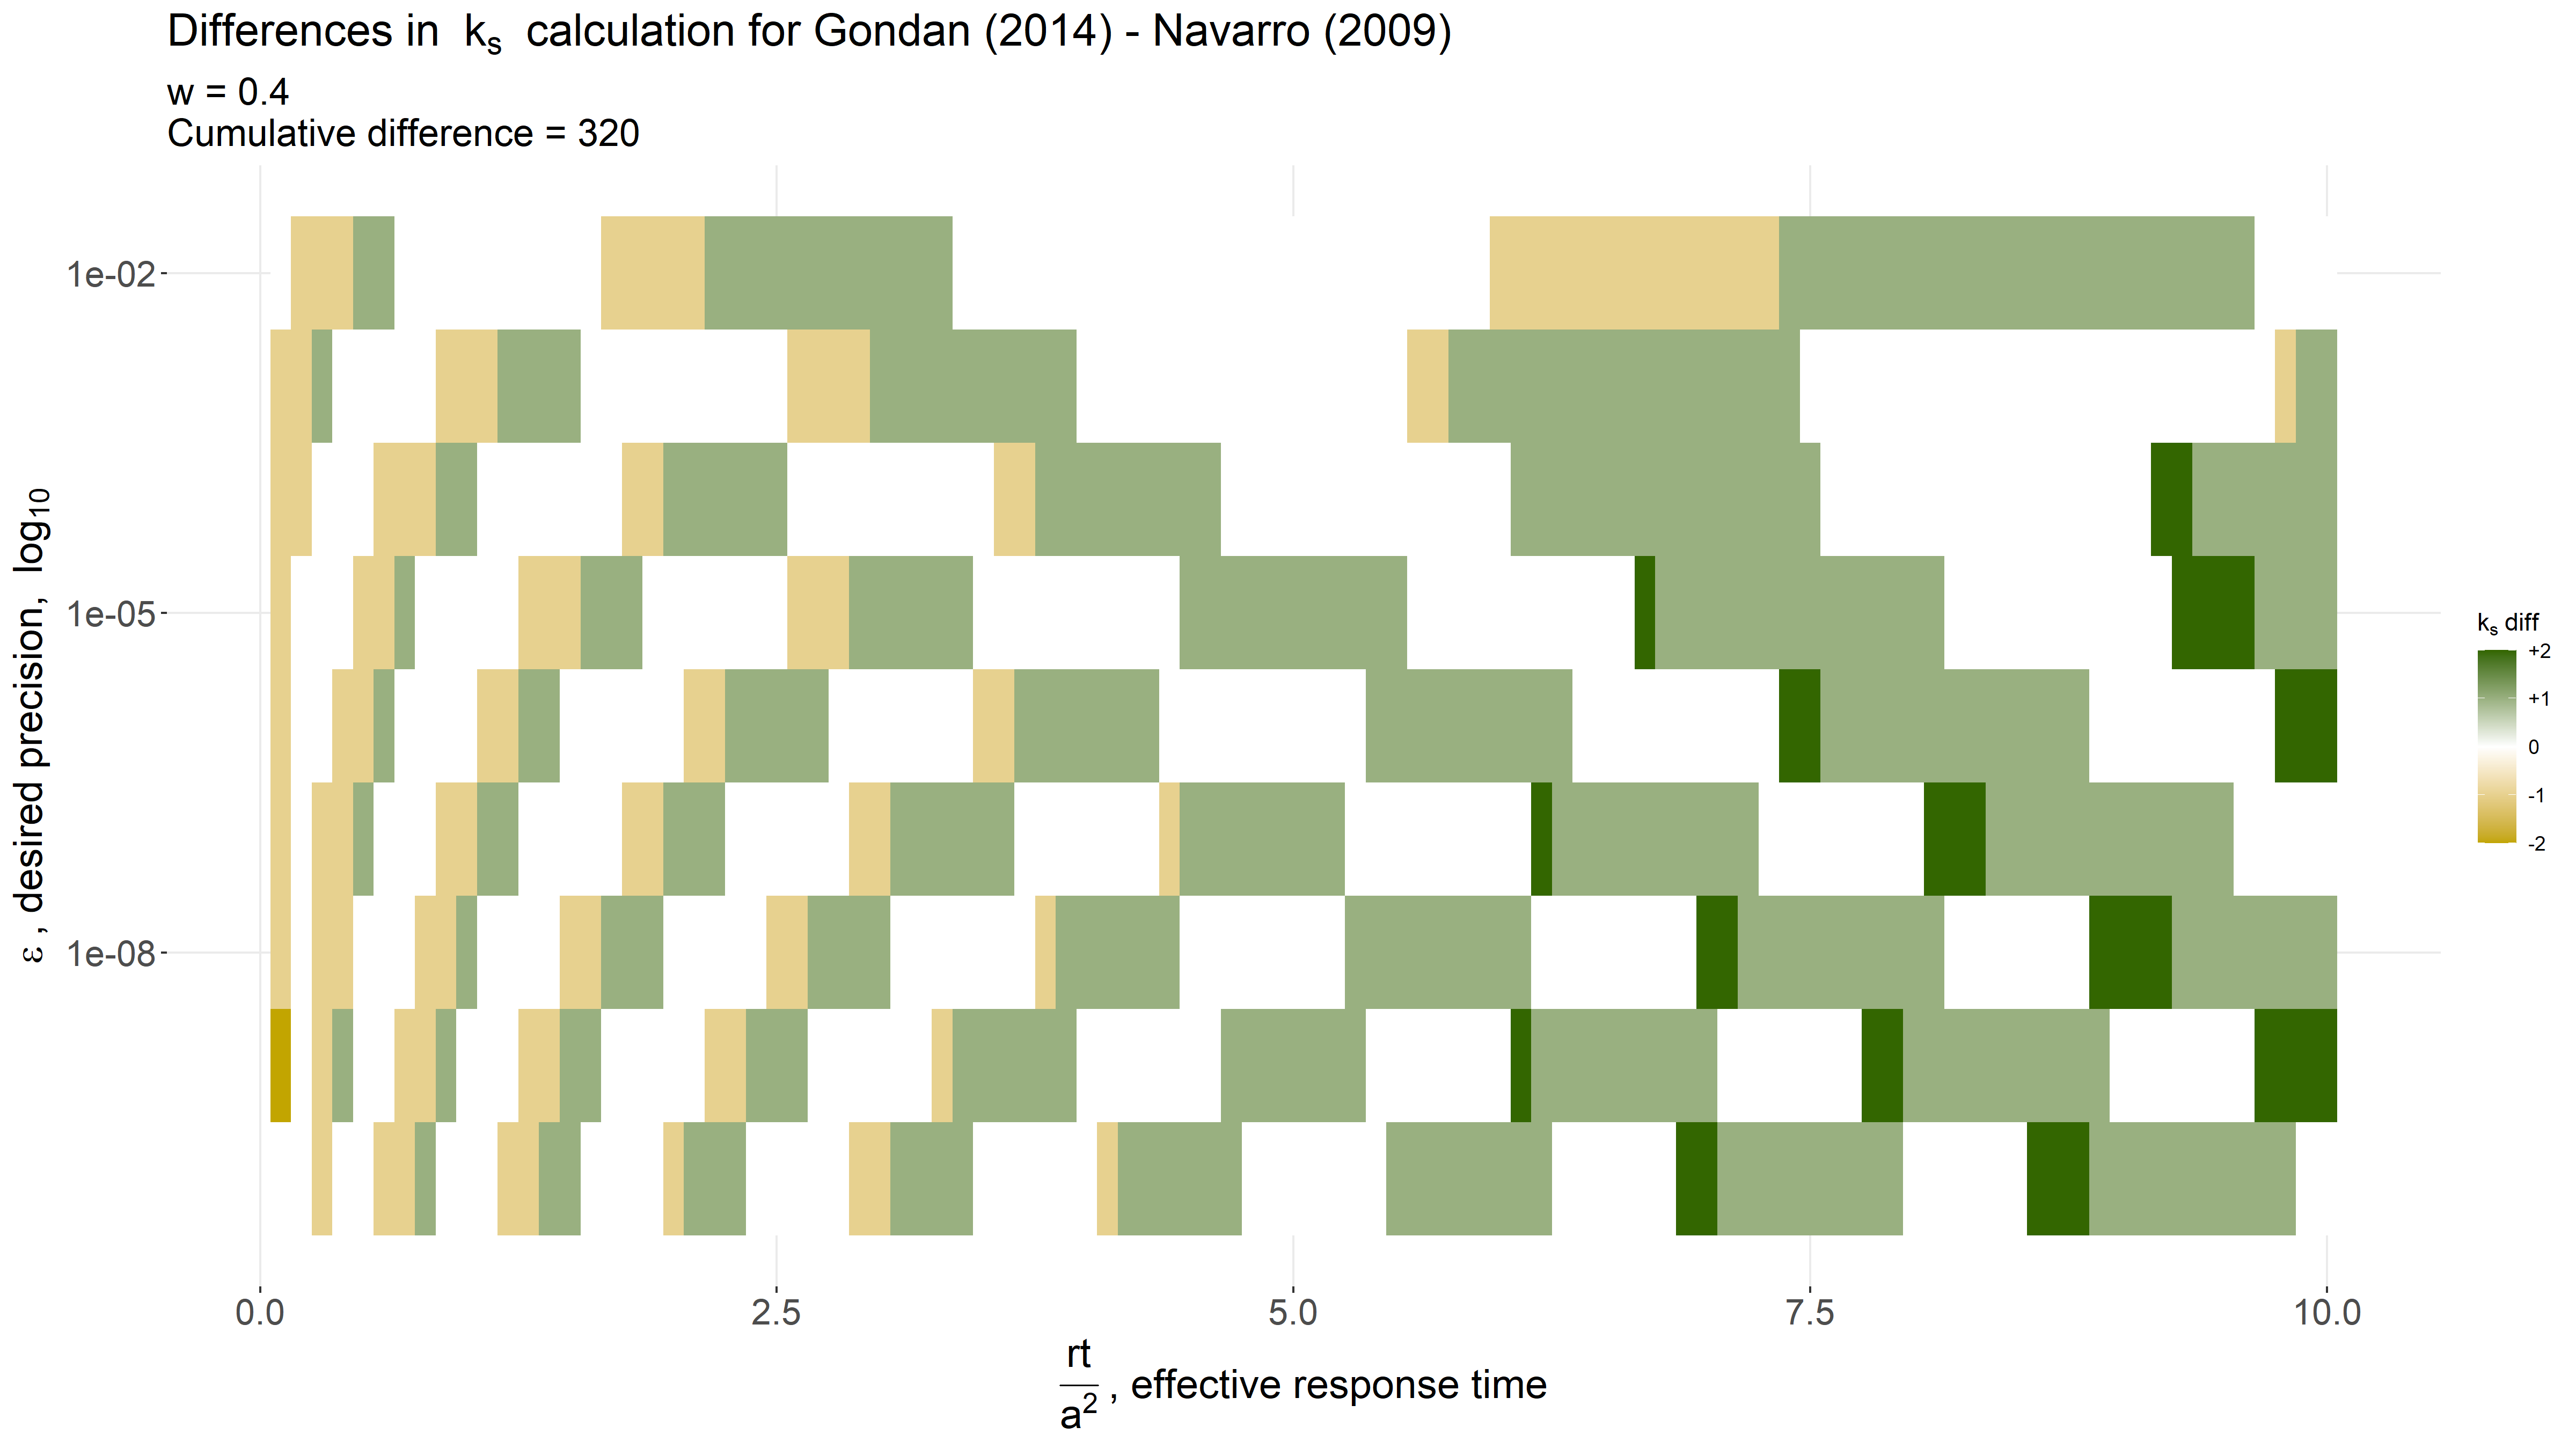 Differences in ks calculation for Gondan (2014) - Navarro (2009)
w = 0.4
Cumulative difference = 320
ε , desired precision, log10
1e-02
1e-05
1e-08
0.0 2.5 5.0 7.5 10.0
rt
a2 , effective response time
ks diff
+2
+1
0
-1
-2